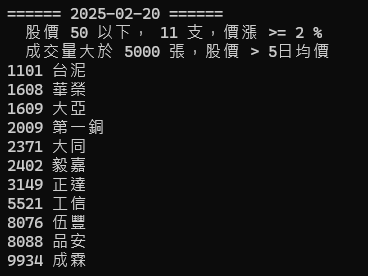 ====== 2025-02-20 ======
股價 50 以下， 11 支，價漲 >= 2 %
成交量大於 5000 張，股價 > 5日均價
1101 台泥
1608 華榮
1609 大亞
2009 第一銅
2371 大同
2402 毅嘉
3149 正達
5521 工信
8076 伍豐
8088 品安
9934 成霖